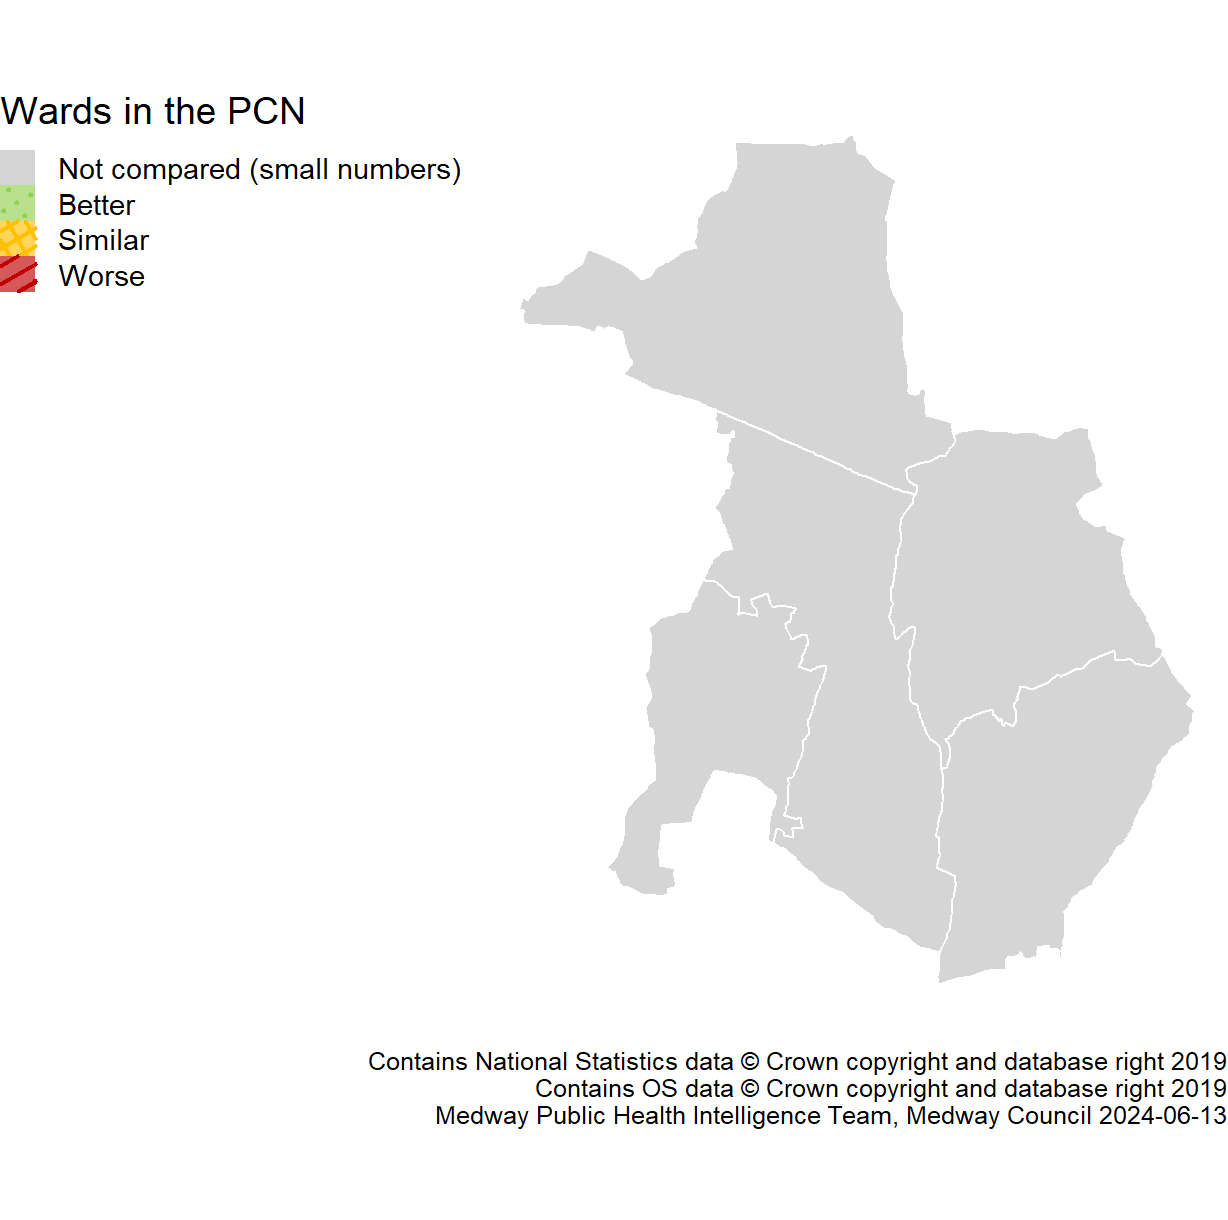 Wards in the PCN
Not compared (small numbers)
Better
Similar
Worse
Contains National Statistics data © Crown copyright and database right 2019
Contains OS data © Crown copyright and database right 2019
Medway Public Health Intelligence Team, Medway Council 2024-06-13